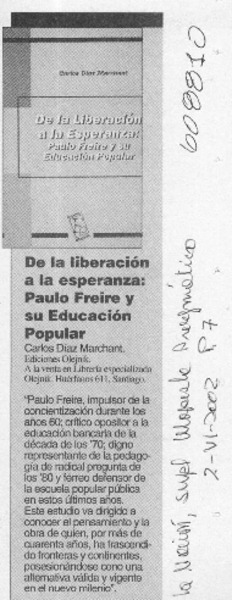 Carlos Díaz Marchant
De la Liberación
a la Esperanza:
Paulo Freire y su
Educación Popular
De la liberación
a la esperanza:
Paulo Freire y
su Educación
Popular
Carlos Díaz Marchant.
Ediciones Olejnik.
A la venta en Librería especializada
Olejnik. Huérfanos 611, Santiago.
"Paulo Freire, impulsor de la
concientización durante los
años 60; crítico opositor a la
educación bancaria de la
década de los '70; digno
representante de la pedagogía
de radical pregunta de
los '80 y férreo defensor de
la escuela popular pública
en estos últimos años.
Este estudio va dirigido a
conocer el pensamiento y la
obra de quien, por más de
cuarenta años, ha trascendido
fronteras y continentes,
posesionándose como una
alternativa válida y vigente
en el nuevo milenio".
608810
La Nación, Supl.
2-VI-2002
P.7